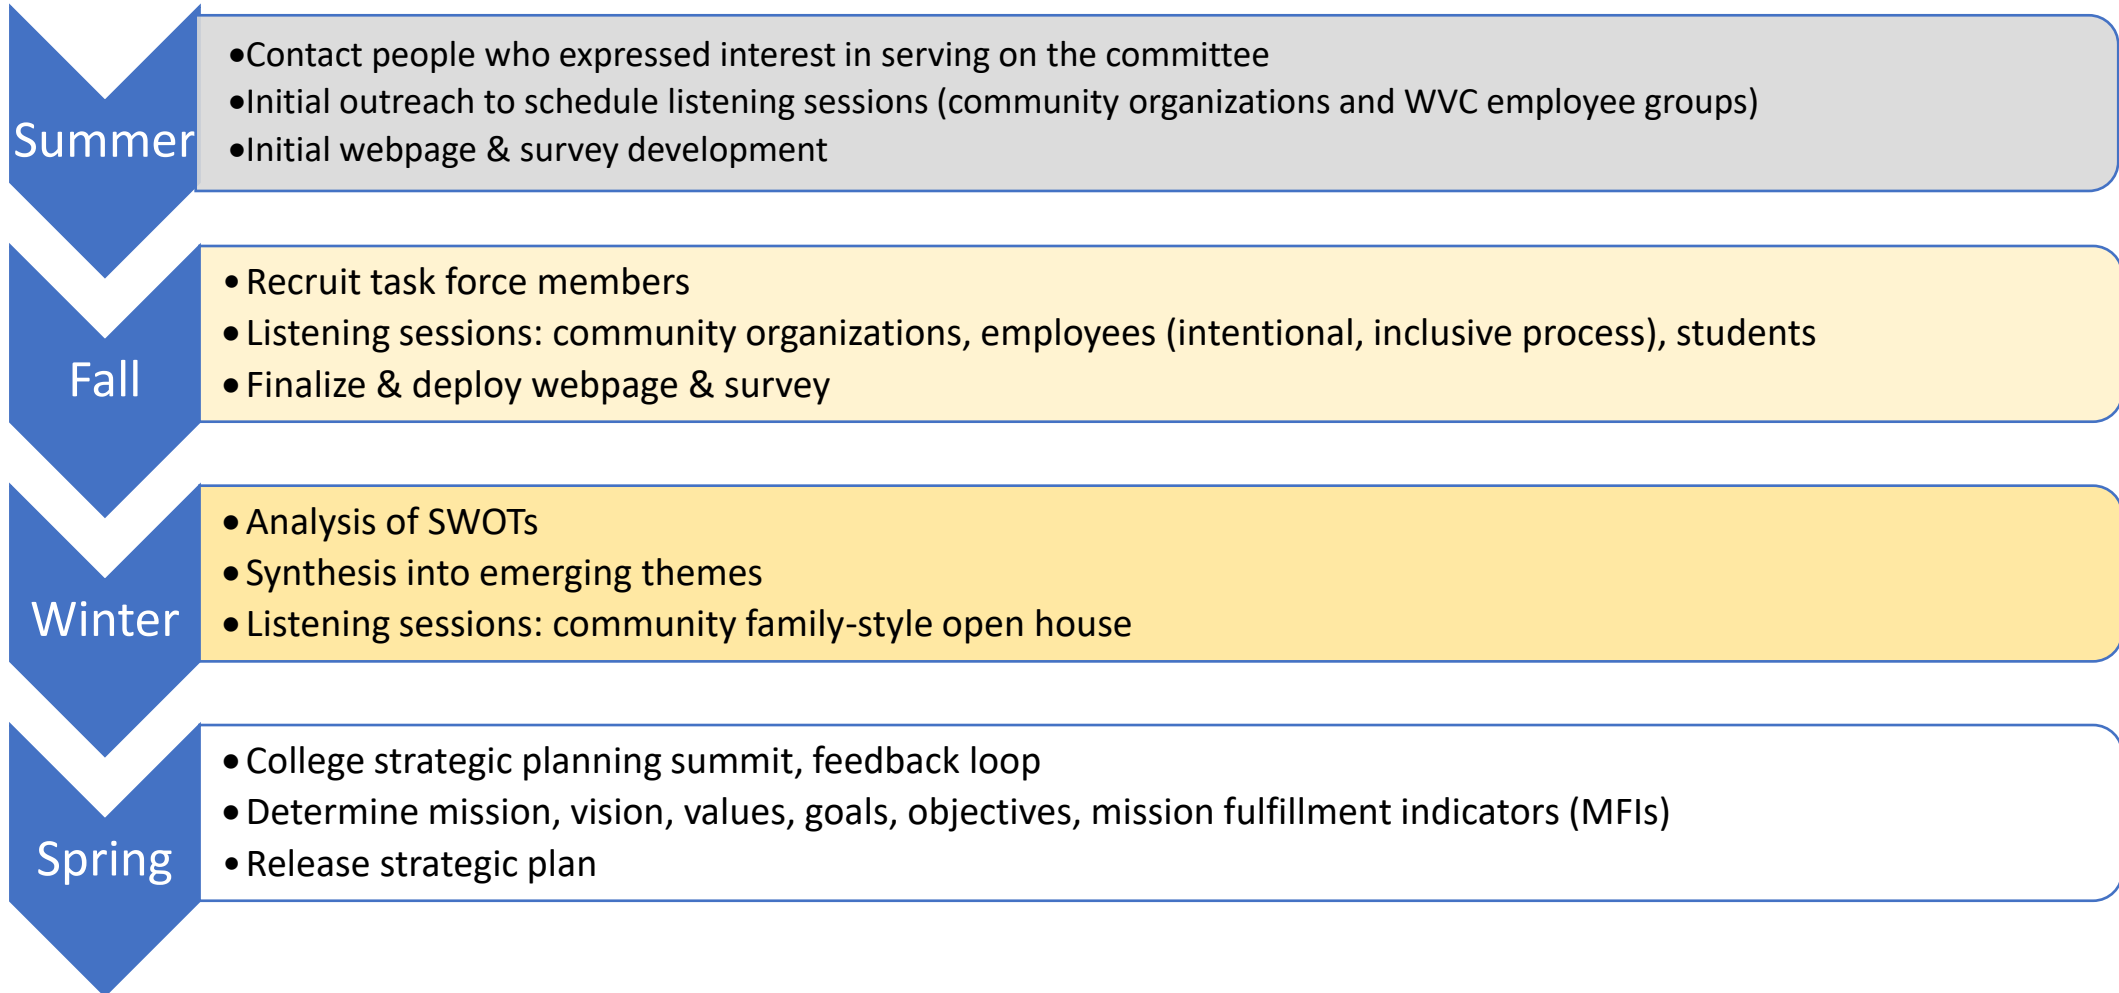 Summer
•Contact people who expressed interest in serving on the committee
•Initial outreach to schedule listening sessions (community organizations and WVC employee groups)
•Initial webpage & survey development
Fall
•Recruit task force members
•Listening sessions: community organizations, employees (intentional, inclusive process), students
•Finalize & deploy webpage & survey
Winter
•Analysis of SWOTs
•Synthesis into emerging themes
•Listening sessions: community family-style open house
Spring
•College strategic planning summit, feedback loop
•Determine mission, vision, values, goals, objectives, mission fulfillment indicators (MFIs)
•Release strategic plan